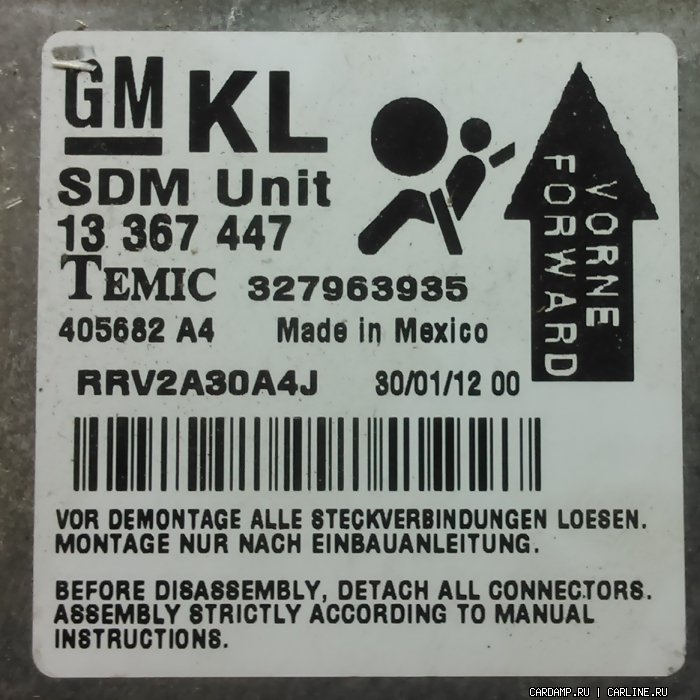 GM KL
SDM Unit
13 367 447
TEMIC 327963935
405682 A4 Made in Mexico
RRV2A30A4J 30/01/12 00
VORNE
FORWARD
VOR DEMONTAGE ALLE STECKVERBINDUNGEN LOESEN.
MONTAGE NUR NACH EINBAUANLEITUNG.
BEFORE DISASSEMBLY, DETACH ALL CONNECTORS.
ASSEMBLY STRICTLY ACCORDING TO MANUAL
INSTRUCTIONS.
CARDAMP.RU | CARLINE.RU